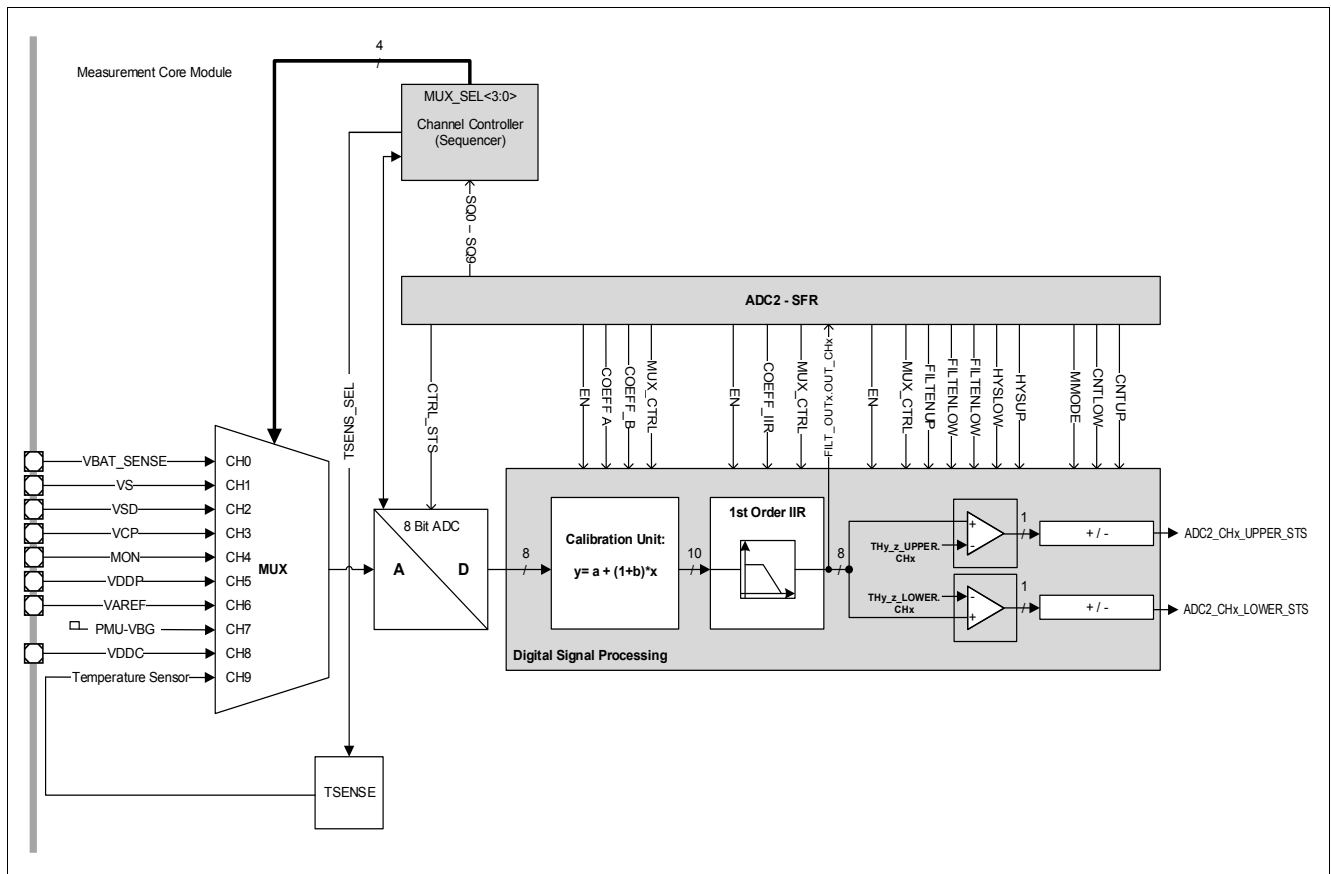 4
Measurement Core Module
MUX_SEL<3:0>
Channel Controller
(Sequencer)
SQ0 – SQ9
ADC2 - SFR
TSENS_SEL
CTRL_STS
EN
COEFF A
COEFF_B
MUX_CTRL
EN
COEFF_IIR
MUX_CTRL
FILT_OUTx.OUT_CHx
EN
MUX_CTRL
FILTENUP
FILTENLOW
FILTENLOW
HYSLOW
HYSUP
MMODE
CNTLOW
CNTUP
VBAT_SENSE
CH0
VS
CH1
VSD
CH2
VCP
CH3
MON
CH4
VDDP
CH5
VAREF
CH6
PMU-VBG
CH7
VDDC
CH8
Temperature Sensor
CH9
MUX
8 Bit ADC
A
D
8
Calibration Unit:
y= a + (1+b)*x
10
1st Order IIR
8
THy_z_UPPER.
CHx
+
-
1
+ / -
ADC2_CHx_UPPER_STS
THy_z_LOWER.
CHx
-
+
1
+ / -
ADC2_CHx_LOWER_STS
Digital Signal Processing
TSENSE